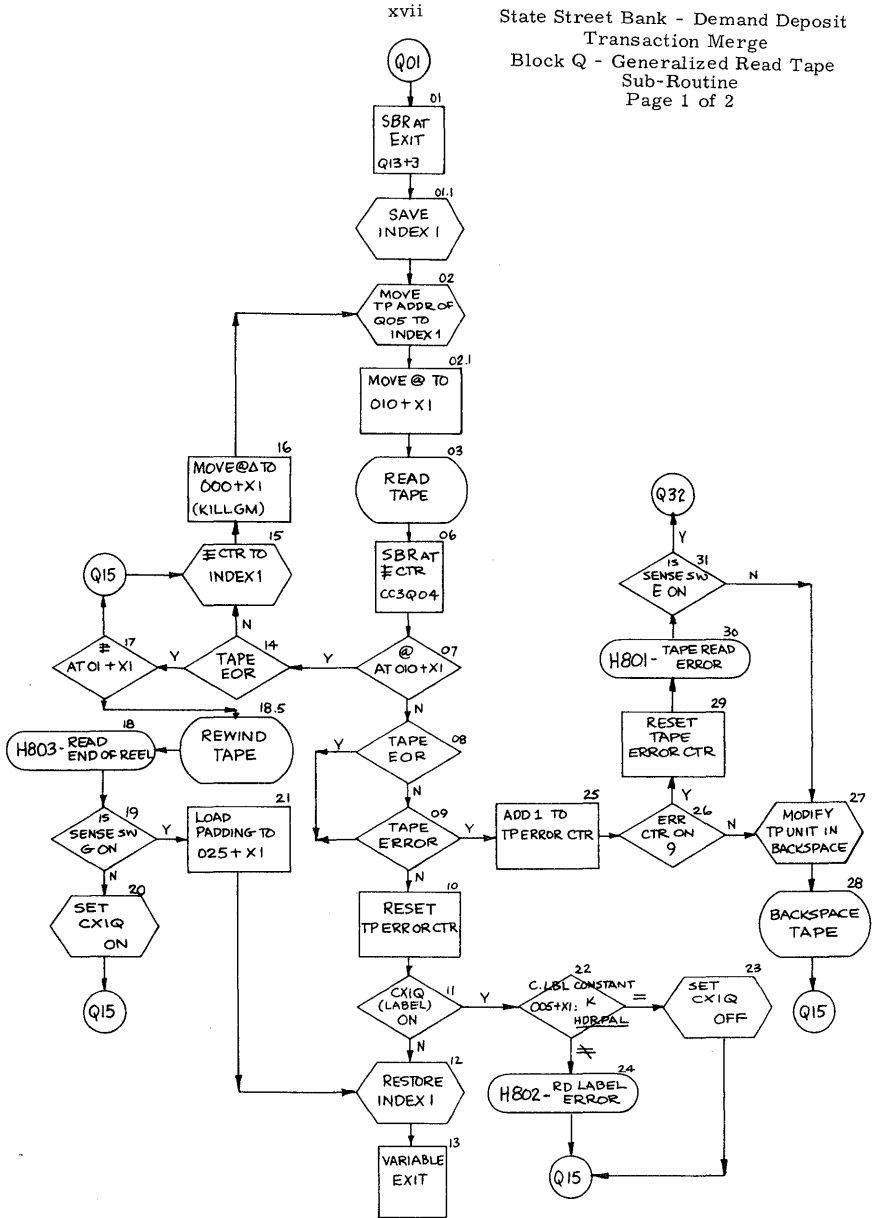 xvii
State Street Bank - Demand Deposit
Transaction Merge
Block Q - Generalized Read Tape
Sub-Routine
Page 1 of 2
Q01
01
SBR AT
EXIT
Q13+3
01.1
SAVE
INDEX 1
02
MOVE
TP ADDR OF
Q05 TO
INDEX 1
02.1
MOVE @ TO
010+X1
03
READ
TAPE
06
SBR AT
≢ CTR
CC3Q04
07
@
AT 010+X1
Y
N
14
TAPE
EOR
N
Y
15
≢ CTR TO
INDEX 1
16
MOVE @Δ TO
000+X1
(KILL GM)
Q15
17
≢
AT 01+X1
18.5
REWIND
TAPE
18
H803-READ
END OF REEL
19
IS
SENSE SW
G ON
Y
N
20
SET
CX1Q
ON
Q15
21
LOAD
PADDING TO
025+X1
08
TAPE
EOR
Y
N
09
TAPE
ERROR
Y
N
10
RESET
TP ERROR CTR
11
CX1Q
(LABEL)
ON
Y
N
12
RESTORE
INDEX 1
13
VARIABLE
EXIT
22
C. LBL CONSTANT
005+X1: K
HDR.PAL
=
≠
23
SET
CX1Q
OFF
24
H802-RD LABEL
ERROR
Q15
25
ADD 1 TO
TP ERROR CTR
26
ERR
CTR ON
9
Y
N
27
MODIFY
TP UNIT IN
BACKSPACE
28
BACKSPACE
TAPE
Q15
29
RESET
TAPE
ERROR CTR
30
H801-TAPE READ
ERROR
31
IS
SENSE SW
E ON
Y
N
Q32